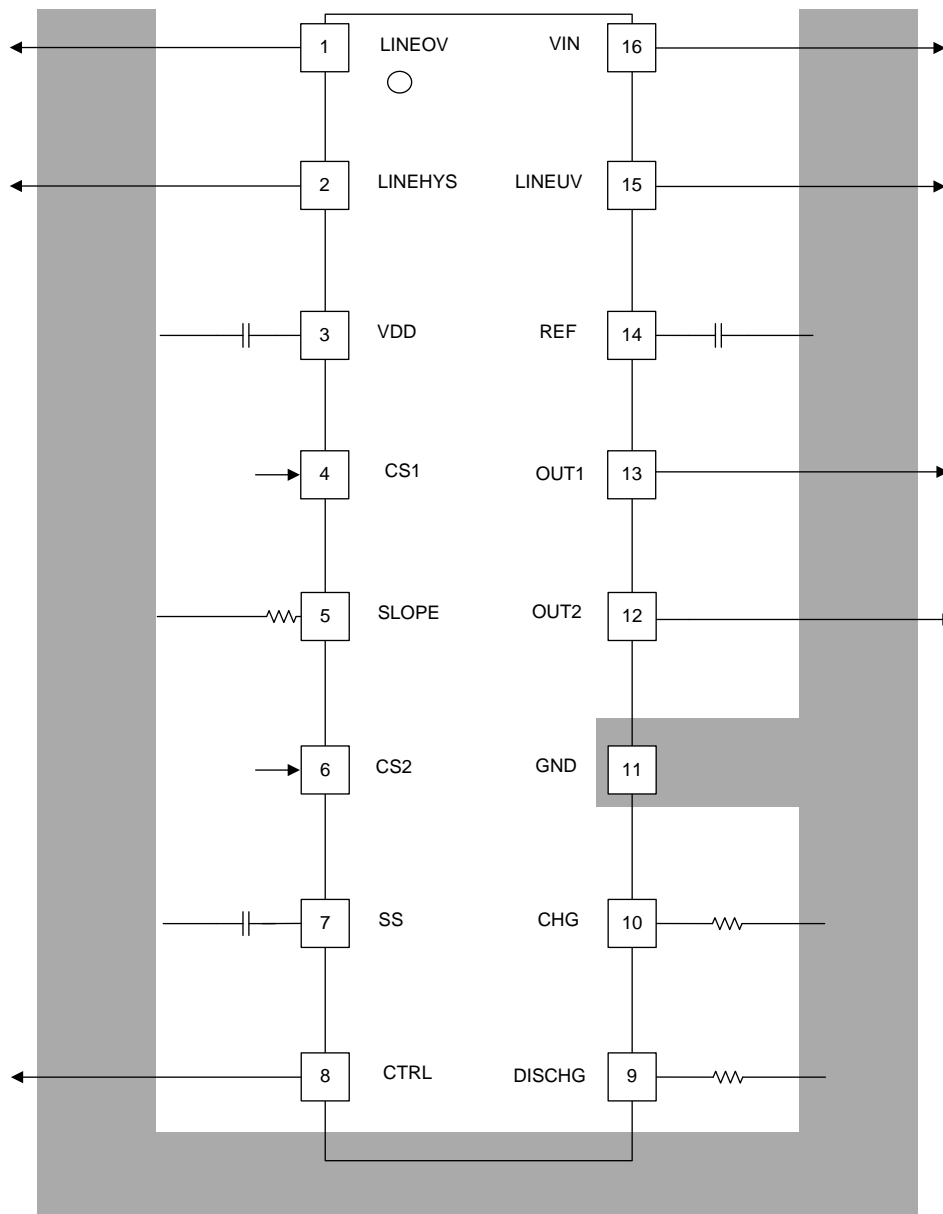 1 LINEOV VIN 16
2 LINEHYS LINEUV 15
3 VDD REF 14
4 CS1 OUT1 13
5 SLOPE OUT2 12
6 CS2 GND 11
7 SS CHG 10
8 CTRL DISCHG 9